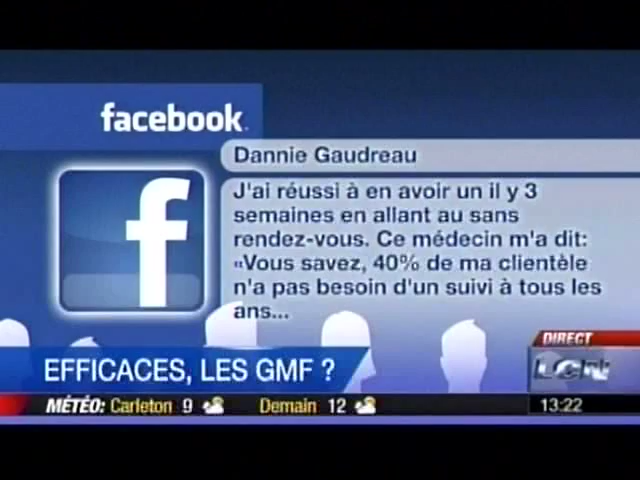 facebook
Dannie Gaudreau
J'ai réussi à en avoir un il y 3
semaines en allant au sans
rendez-vous. Ce médecin m'a dit:
«Vous savez, 40% de ma clientèle
n'a pas besoin d'un suivi à tous les
ans...
DIRECT
EFFICACES, LES GMF ?
LCN
MÉTÉO: Carleton 9 Demain 12 13:22